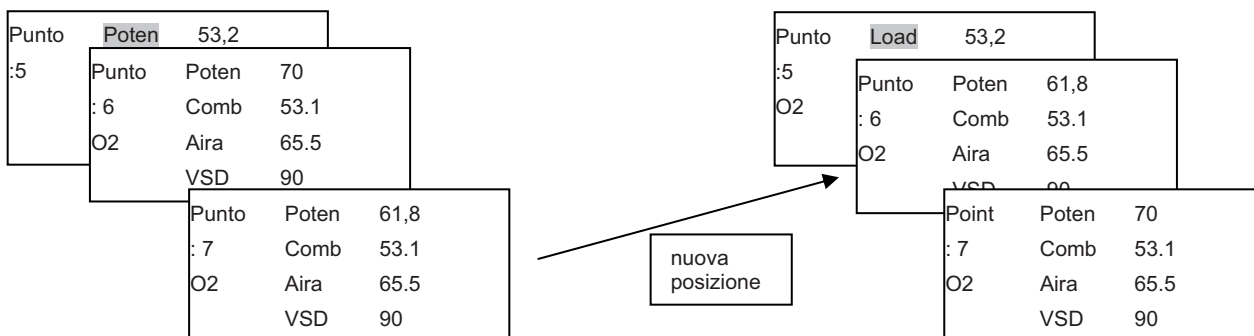 Punto Poten 53,2
:5
Punto Poten 70
: 6 Comb 53.1
O2 Aira 65.5
VSD 90
Punto Poten 61,8
: 7 Comb 53.1
O2 Aira 65.5
VSD 90
nuova
posizione
Punto Load 53,2
:5
O2
Punto Poten 61,8
: 6 Comb 53.1
O2 Aira 65.5
VSD 90
Point Poten 70
: 7 Comb 53.1
O2 Aira 65.5
VSD 90